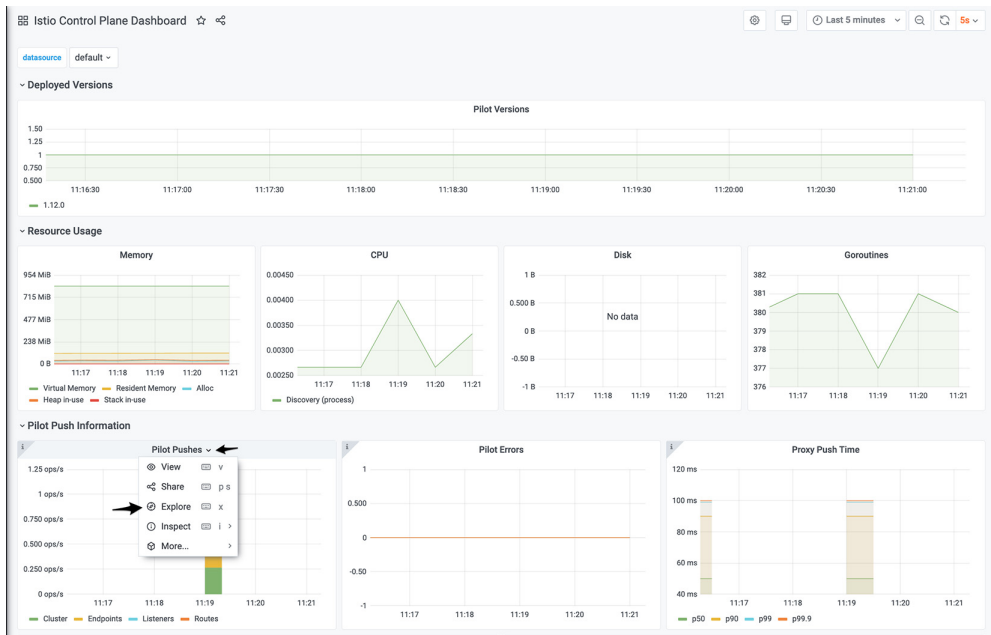 Istio Control Plane Dashboard
Last 5 minutes
5s
datasource
default
Deployed Versions
Pilot Versions
1.50
1.25
1
0.750
0.500
11:16:30 11:17:00 11:17:30 11:18:00 11:18:30 11:19:00 11:19:30 11:20:00 11:20:30 11:21:00
1.12.0
Resource Usage
Memory
954 MiB
715 MiB
477 MiB
238 MiB
0 B
11:17 11:18 11:19 11:20 11:21
Virtual Memory Resident Memory Alloc
Heap in-use Stack in-use
CPU
0.00450
0.00400
0.00350
0.00300
0.00250
11:17 11:18 11:19 11:20 11:21
Discovery (process)
Disk
1 B
0.500 B
0 B
-0.50 B
-1 B
No data
11:17 11:18 11:19 11:20 11:21
Goroutines
382
381
380
379
378
377
376
11:17 11:18 11:19 11:20 11:21
Pilot Push Information
i
Pilot Pushes
1.25 ops/s
1 ops/s
0.750 ops/s
0.500 ops/s
0.250 ops/s
0 ops/s
View v
Share p s
Explore x
Inspect i
More...
11:17 11:18 11:19 11:20 11:21
Cluster Endpoints Listeners Routes
i
Pilot Errors
1
0.500
0
-0.50
-1
11:17 11:18 11:19 11:20 11:21
i
Proxy Push Time
120 ms
100 ms
80 ms
60 ms
40 ms
11:17 11:18 11:19 11:20 11:21
p50 p90 p99 p99.9